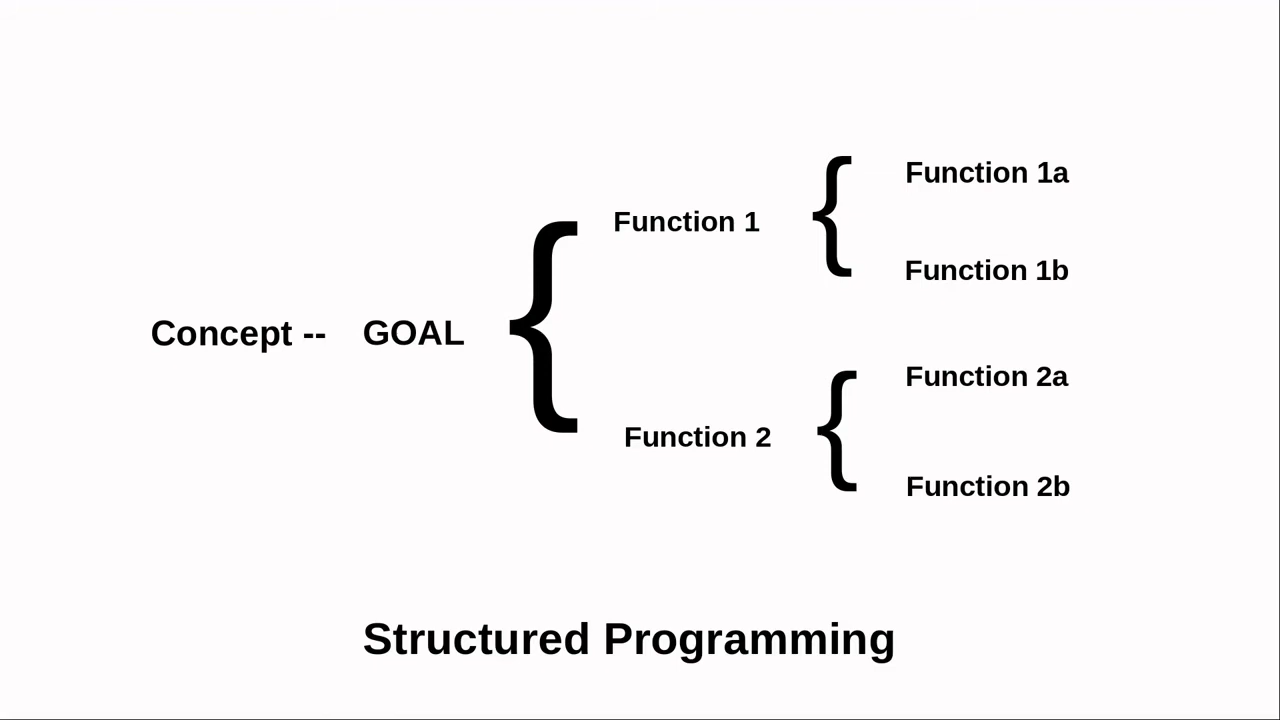 Concept -- GOAL
Function 1
Function 1a
Function 1b
Function 2
Function 2a
Function 2b
Structured Programming